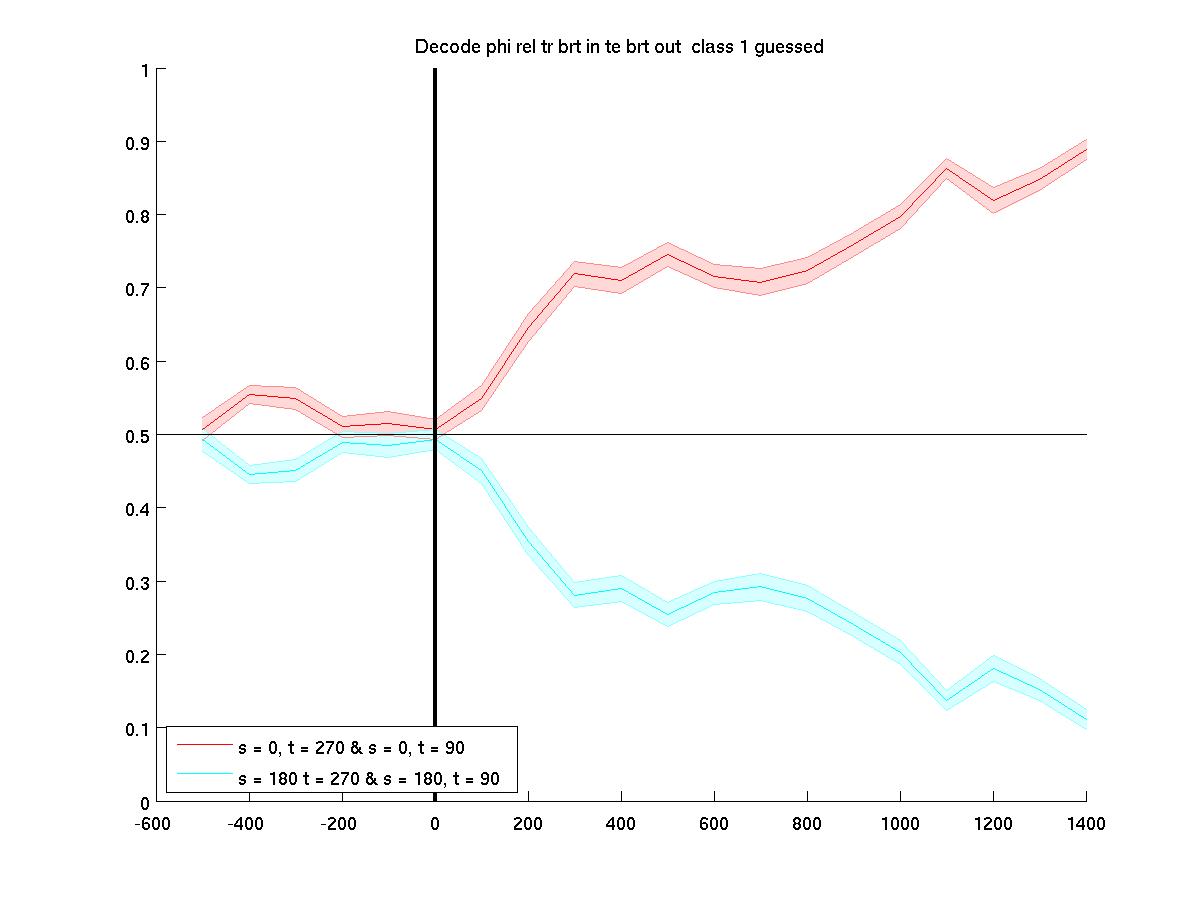 Decode phi rel tr brt in te brt out class 1 guessed
1
0.9
0.8
0.7
0.6
0.5
0.4
0.3
0.2
0.1
0
s = 0, t = 270 & s = 0, t = 90
s = 180 t = 270 & s = 180, t = 90
-600 -400 -200 0 200 400 600 800 1000 1200 1400